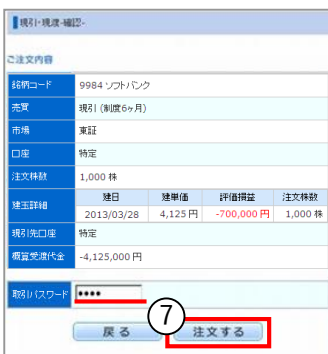 現引・現渡-確認-
ご注文内容
銘柄コード 9984 ソフトバンク
売買 現引 (制度6ヶ月)
市場 東証
口座 特定
注文株数 1,000 株
建玉詳細 建日 建単価 評価損益 注文株数
2013/03/28 4,125 円 -700,000 円 1,000 株
現引先口座 特定
概算受渡代金 -4,125,000 円
取引パスワード ••••
⑦
戻る 注文する